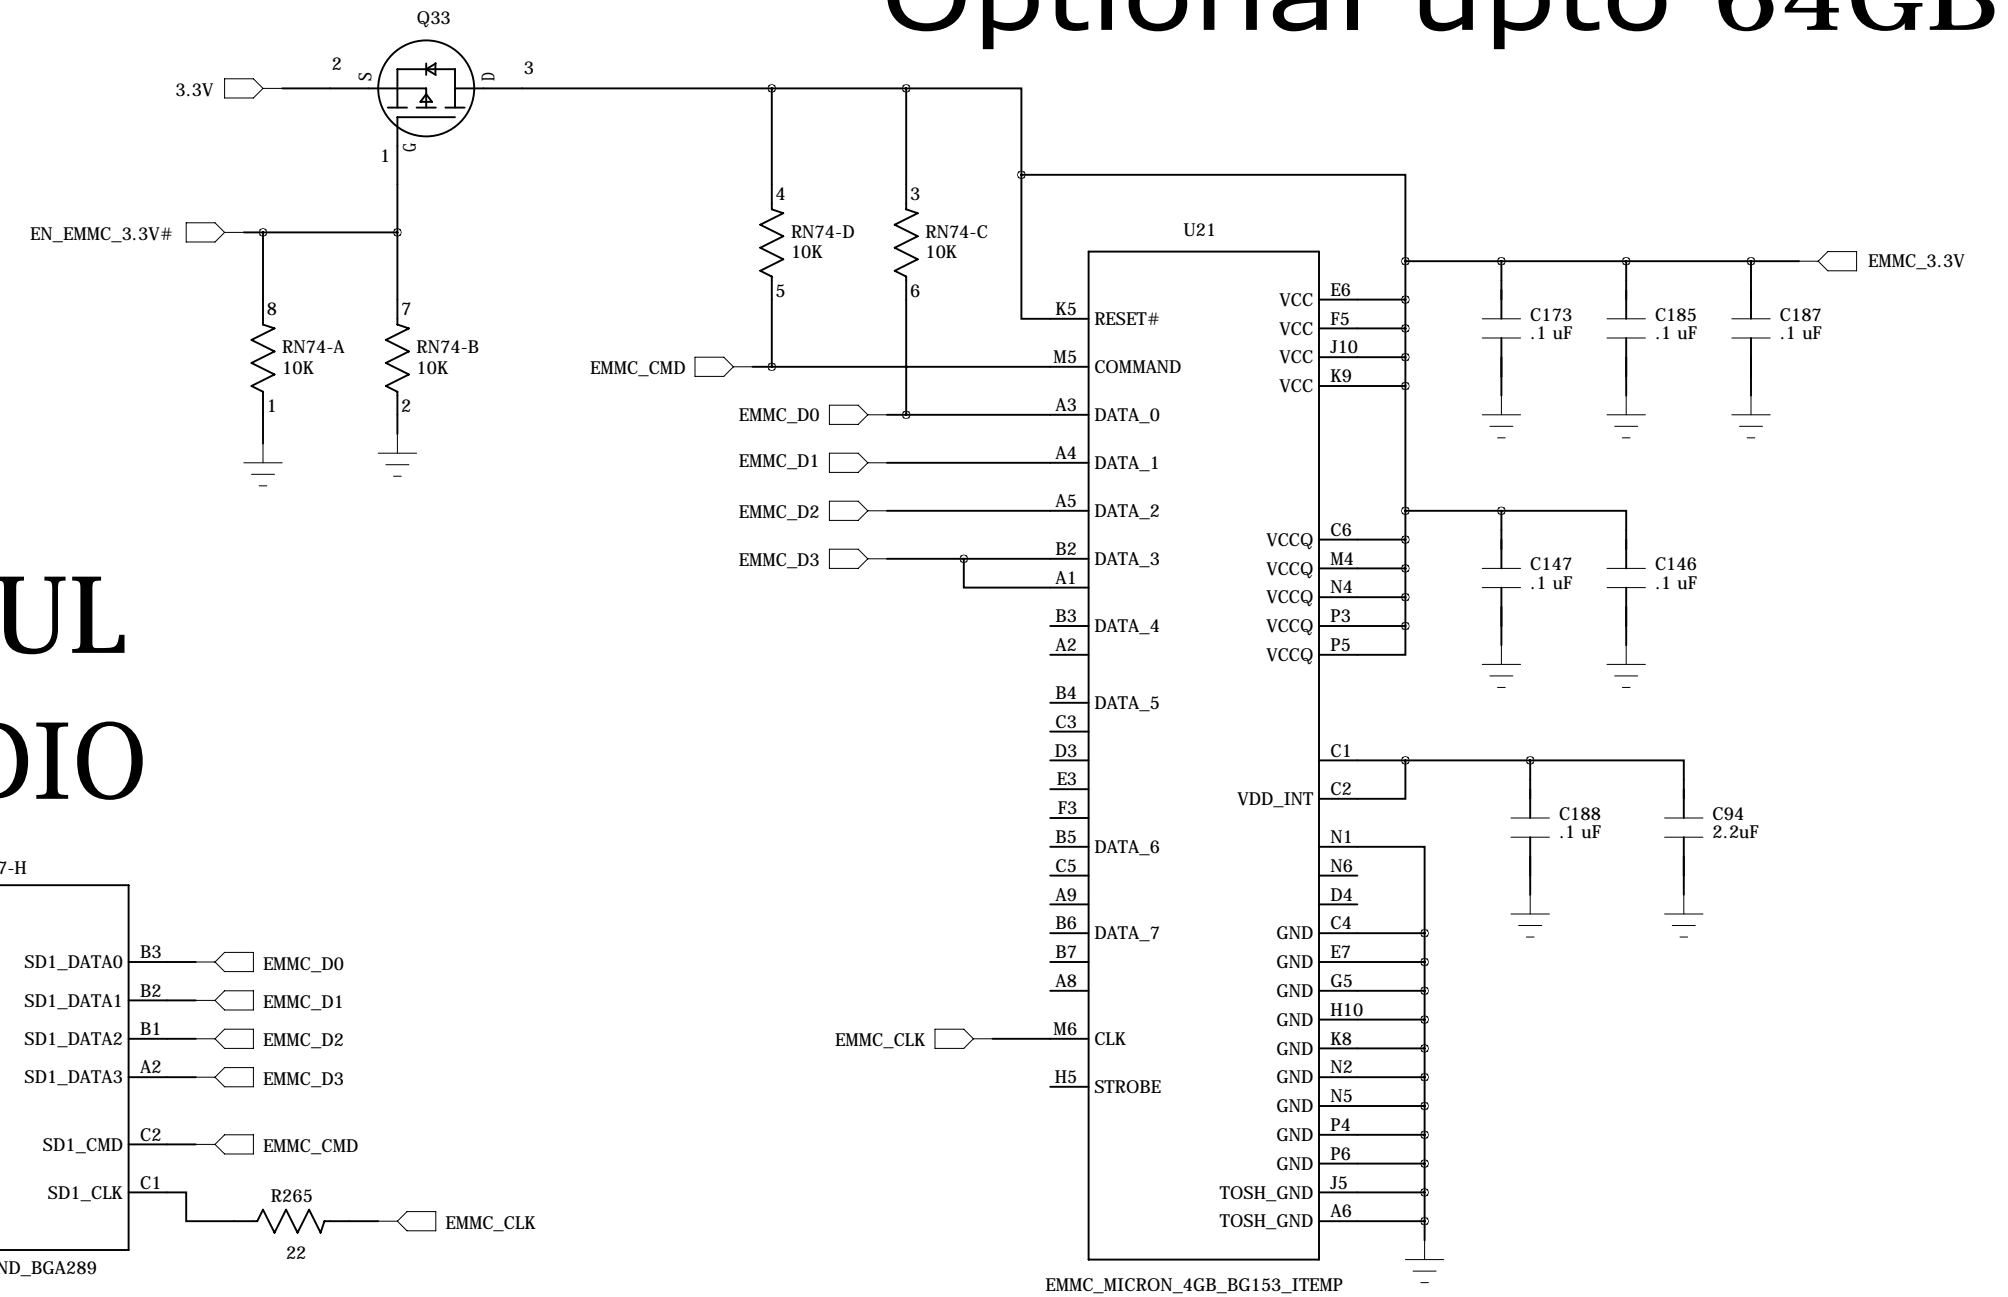 Optional upto 64GB
Q33
2
S
D
3
3.3V
G
1
EN_EMMC_3.3V#
8
RN74-A
10K
1
7
RN74-B
10K
2
4
RN74-D
10K
5
3
RN74-C
10K
6
U21
EMMC_3.3V
C173
.1 uF
C185
.1 uF
C187
.1 uF
K5 RESET#
EMMC_CMD M5 COMMAND
EMMC_D0 A3 DATA_0
EMMC_D1 A4 DATA_1
EMMC_D2 A5 DATA_2
EMMC_D3 B2 DATA_3
A1
B3 DATA_4
A2
B4 DATA_5
C3
D3
E3
F3
B5 DATA_6
C5
A9
B6 DATA_7
B7
A8
EMMC_CLK M6 CLK
H5 STROBE
VCC E6
VCC F5
VCC J10
VCC K9
VCCQ C6
VCCQ M4
VCCQ N4
VCCQ P3
VCCQ P5
C147
.1 uF
C146
.1 uF
C1
VDD_INT C2
C188
.1 uF
C94
2.2uF
N1
N6
D4
GND C4
GND E7
GND G5
GND H10
GND K8
GND N2
GND N5
GND P4
GND P6
TOSH_GND J5
TOSH_GND A6
EMMC_MICRON_4GB_BG153_ITEMP
UL
DIO
7-H
SD1_DATA0 B3 EMMC_D0
SD1_DATA1 B2 EMMC_D1
SD1_DATA2 B1 EMMC_D2
SD1_DATA3 A2 EMMC_D3
SD1_CMD C2 EMMC_CMD
SD1_CLK C1
R265
22
EMMC_CLK
ND_BGA289